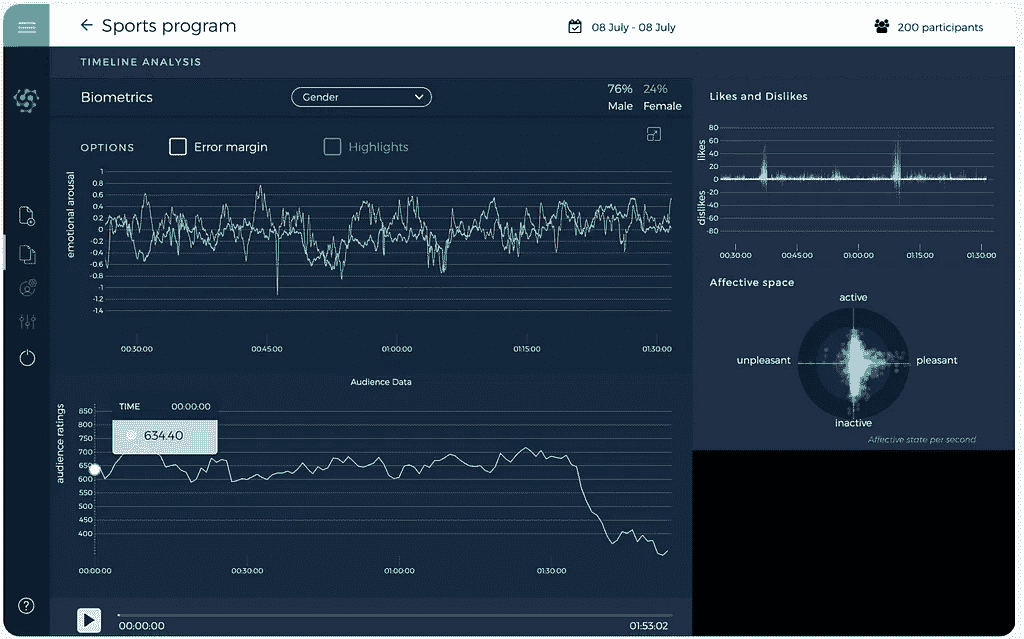 Sports program
08 July - 08 July
200 participants
TIMELINE ANALYSIS
Biometrics
Gender
76% 24%
Male Female
OPTIONS
Error margin
Highlights
emotional arousal
1
0.8
0.6
0.4
0.2
0
-0.2
-0.4
-0.6
-0.8
-1
-1.2
-1.4
00:30:00 00:45:00 01:00:00 01:15:00 01:30:00
Audience Data
audience ratings
TIME 00:00:00
634.40
850
800
750
700
650
600
550
500
450
400
00:00:00 00:30:00 01:00:00 01:30:00
00:00:00 01:53:02
Likes and Dislikes
likes
dislikes
80
60
40
20
0
-20
-40
-60
-80
00:30:00 00:45:00 01:00:00 01:15:00 01:30:00
Affective space
active
unpleasant
pleasant
inactive
Affective state per second
?